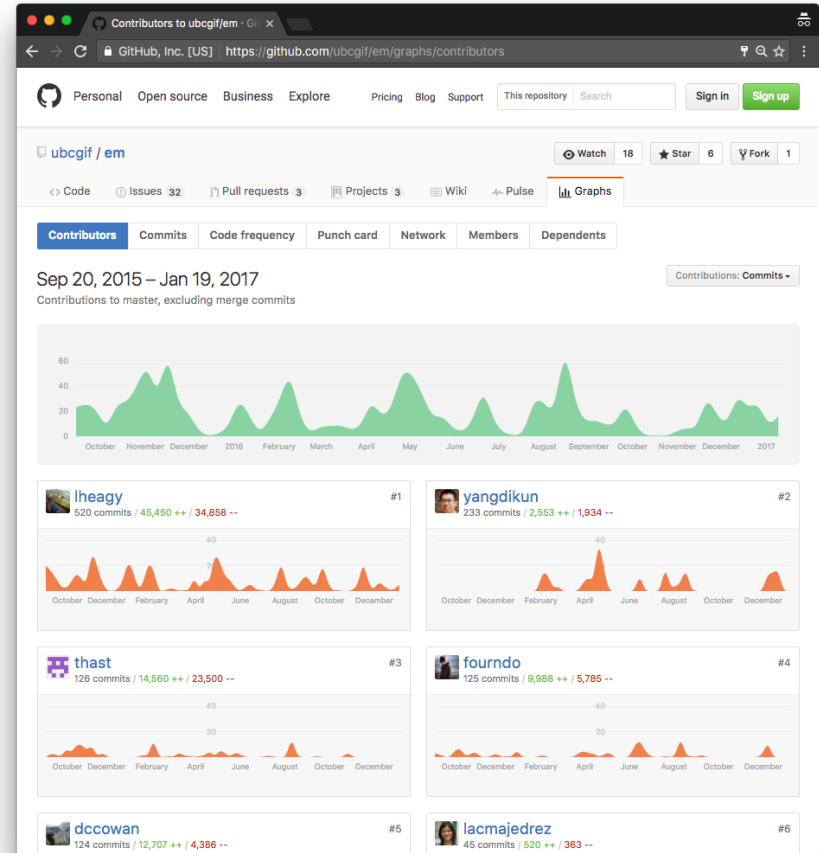 Contributors to ubcgif/em · Gi
GitHub, Inc. [US] https://github.com/ubcgif/em/graphs/contributors
Personal Open source Business Explore Pricing Blog Support This repository Search Sign in Sign up
ubcgif / em
Watch 18 Star 6 Fork 1
Code Issues 32 Pull requests 3 Projects 3 Wiki Pulse Graphs
Contributors Commits Code frequency Punch card Network Members Dependents
Sep 20, 2015 – Jan 19, 2017
Contributions: Commits
Contributions to master, excluding merge commits
60
40
20
0
October November December 2016 February March April May June July August September October November December 2017
lheagy #1
520 commits / 45,450 ++ / 34,858 --
40
20
October December February April June August October December
yangdikun #2
233 commits / 2,553 ++ / 1,934 --
40
October December February April June August October December
thast #3
126 commits / 14,560 ++ / 23,500 --
40
20
October December February April June August October December
fourndo #4
125 commits / 9,988 ++ / 5,785 --
40
20
October December February April June August October December
dccowan #5
124 commits / 12,707 ++ / 4,386 --
lacmajedrez #6
45 commits / 520 ++ / 363 --